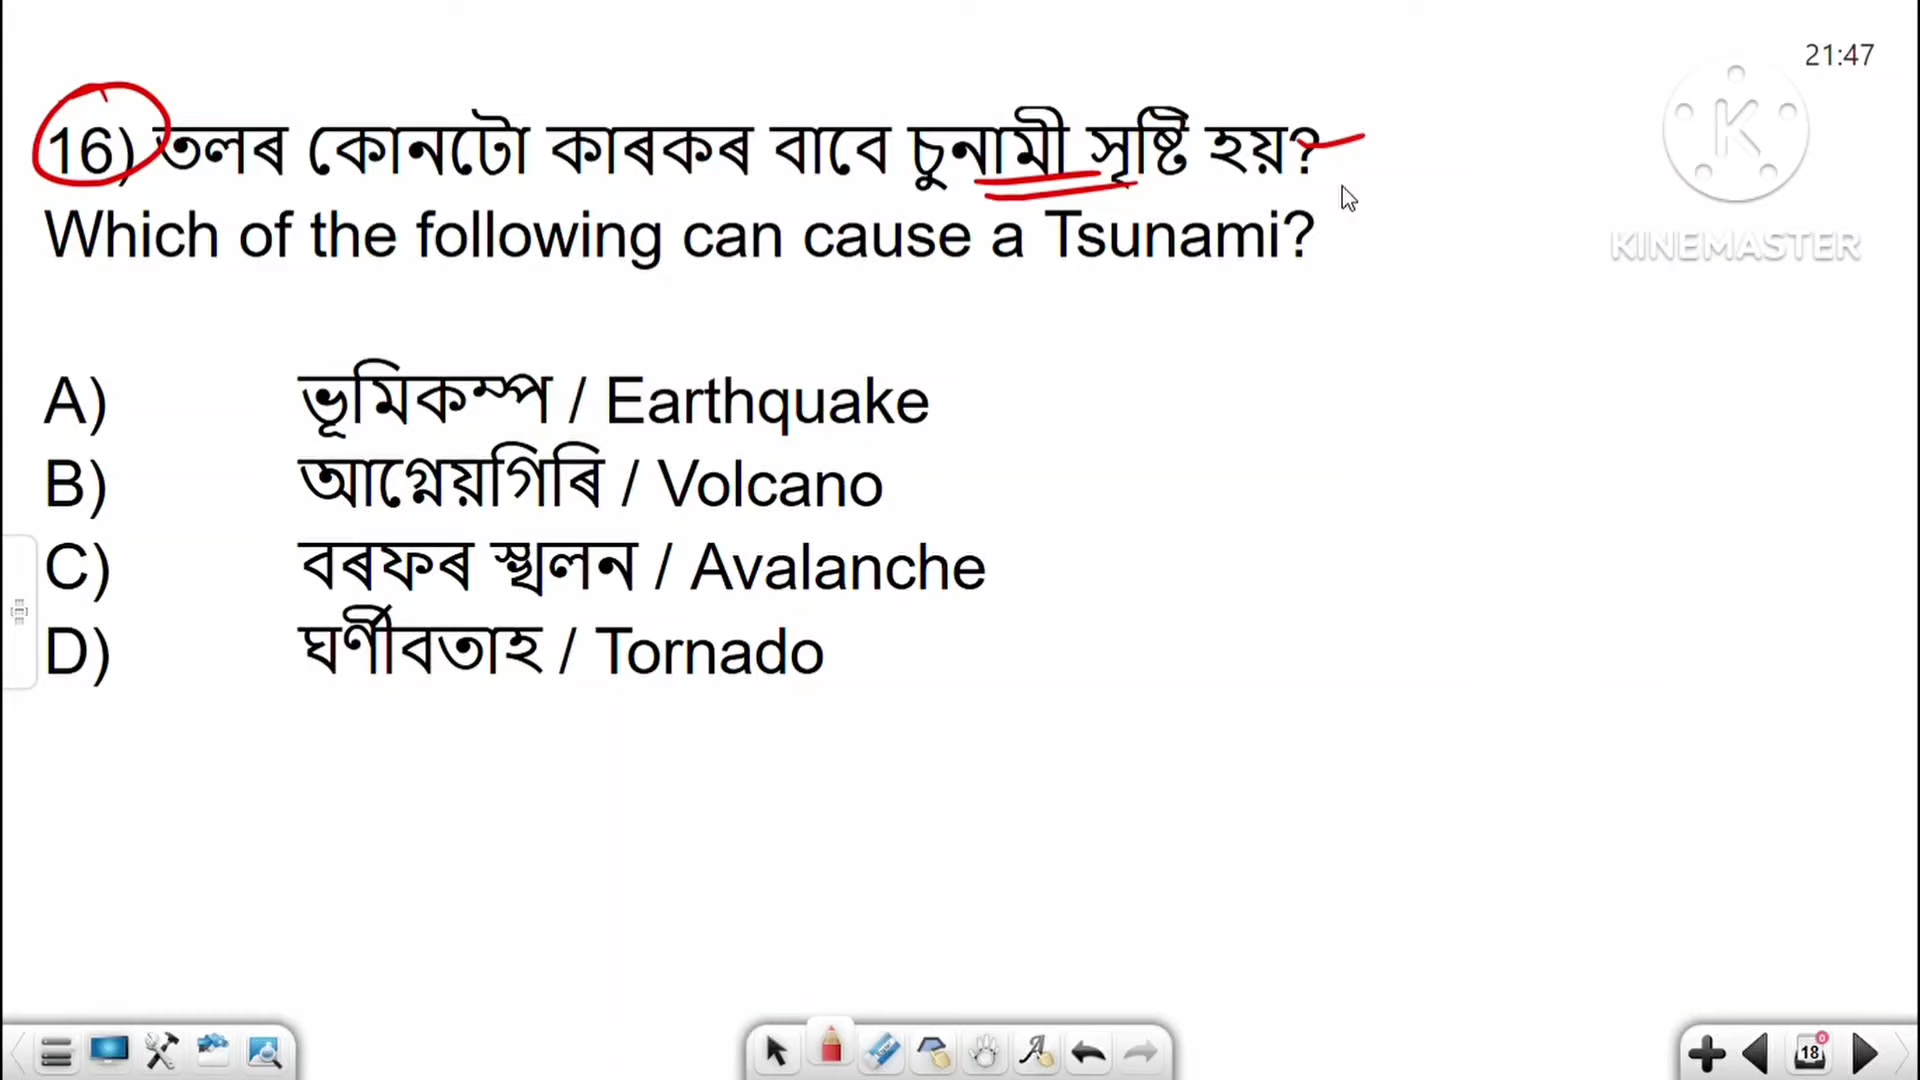 21:47
16) তলৰ কোনটো কাৰকৰ বাবে চুনামী সৃষ্টি হয়?
Which of the following can cause a Tsunami?
KINEMASTER
A) ভূমিকম্প / Earthquake
B) আগ্নেয়গিৰি / Volcano
C) বৰফৰ স্খলন / Avalanche
D) ঘৰ্ণীবতাহ / Tornado
18